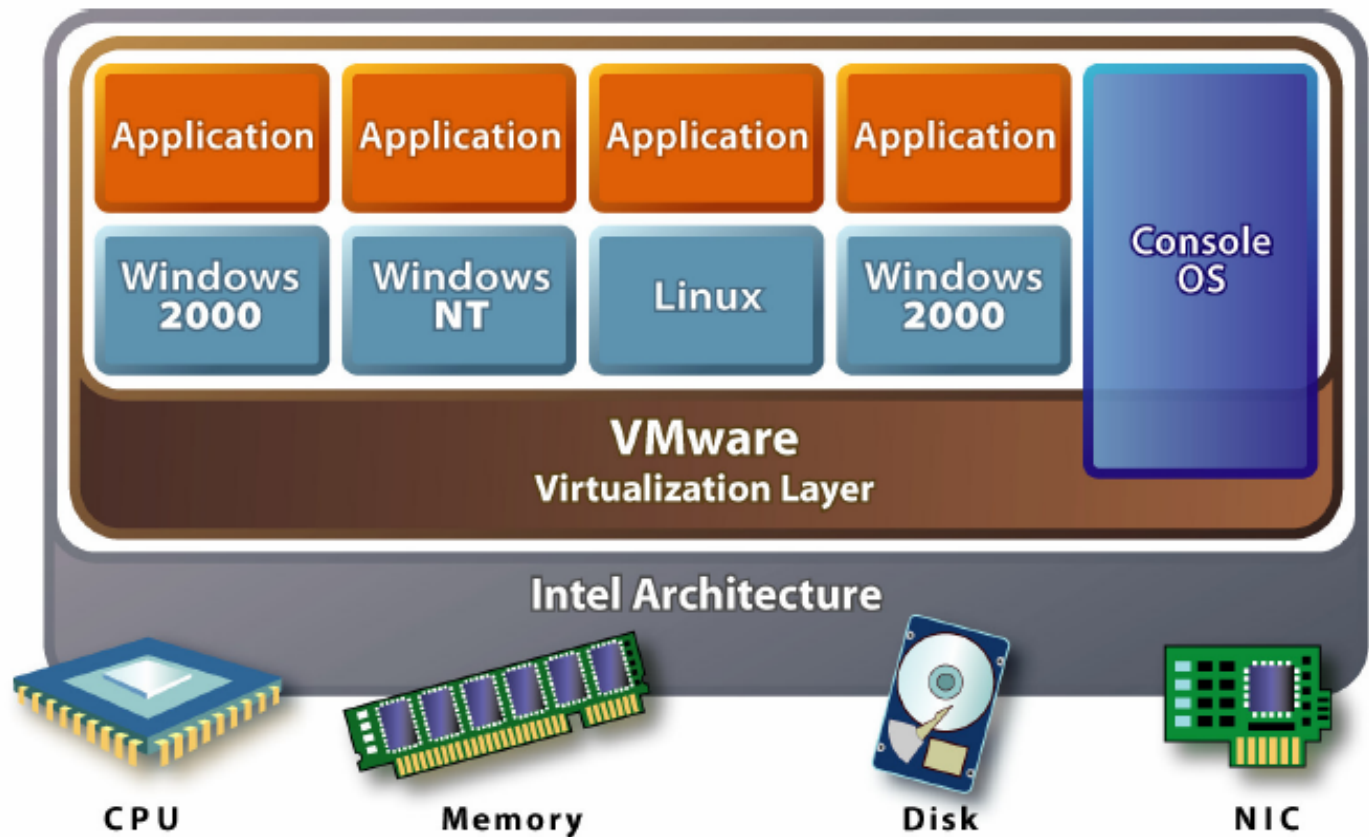 Application
Application
Application
Application
Windows
2000
Windows
NT
Linux
Windows
2000
Console
OS
VMware
Virtualization Layer
Intel Architecture
CPU
Memory
Disk
NIC